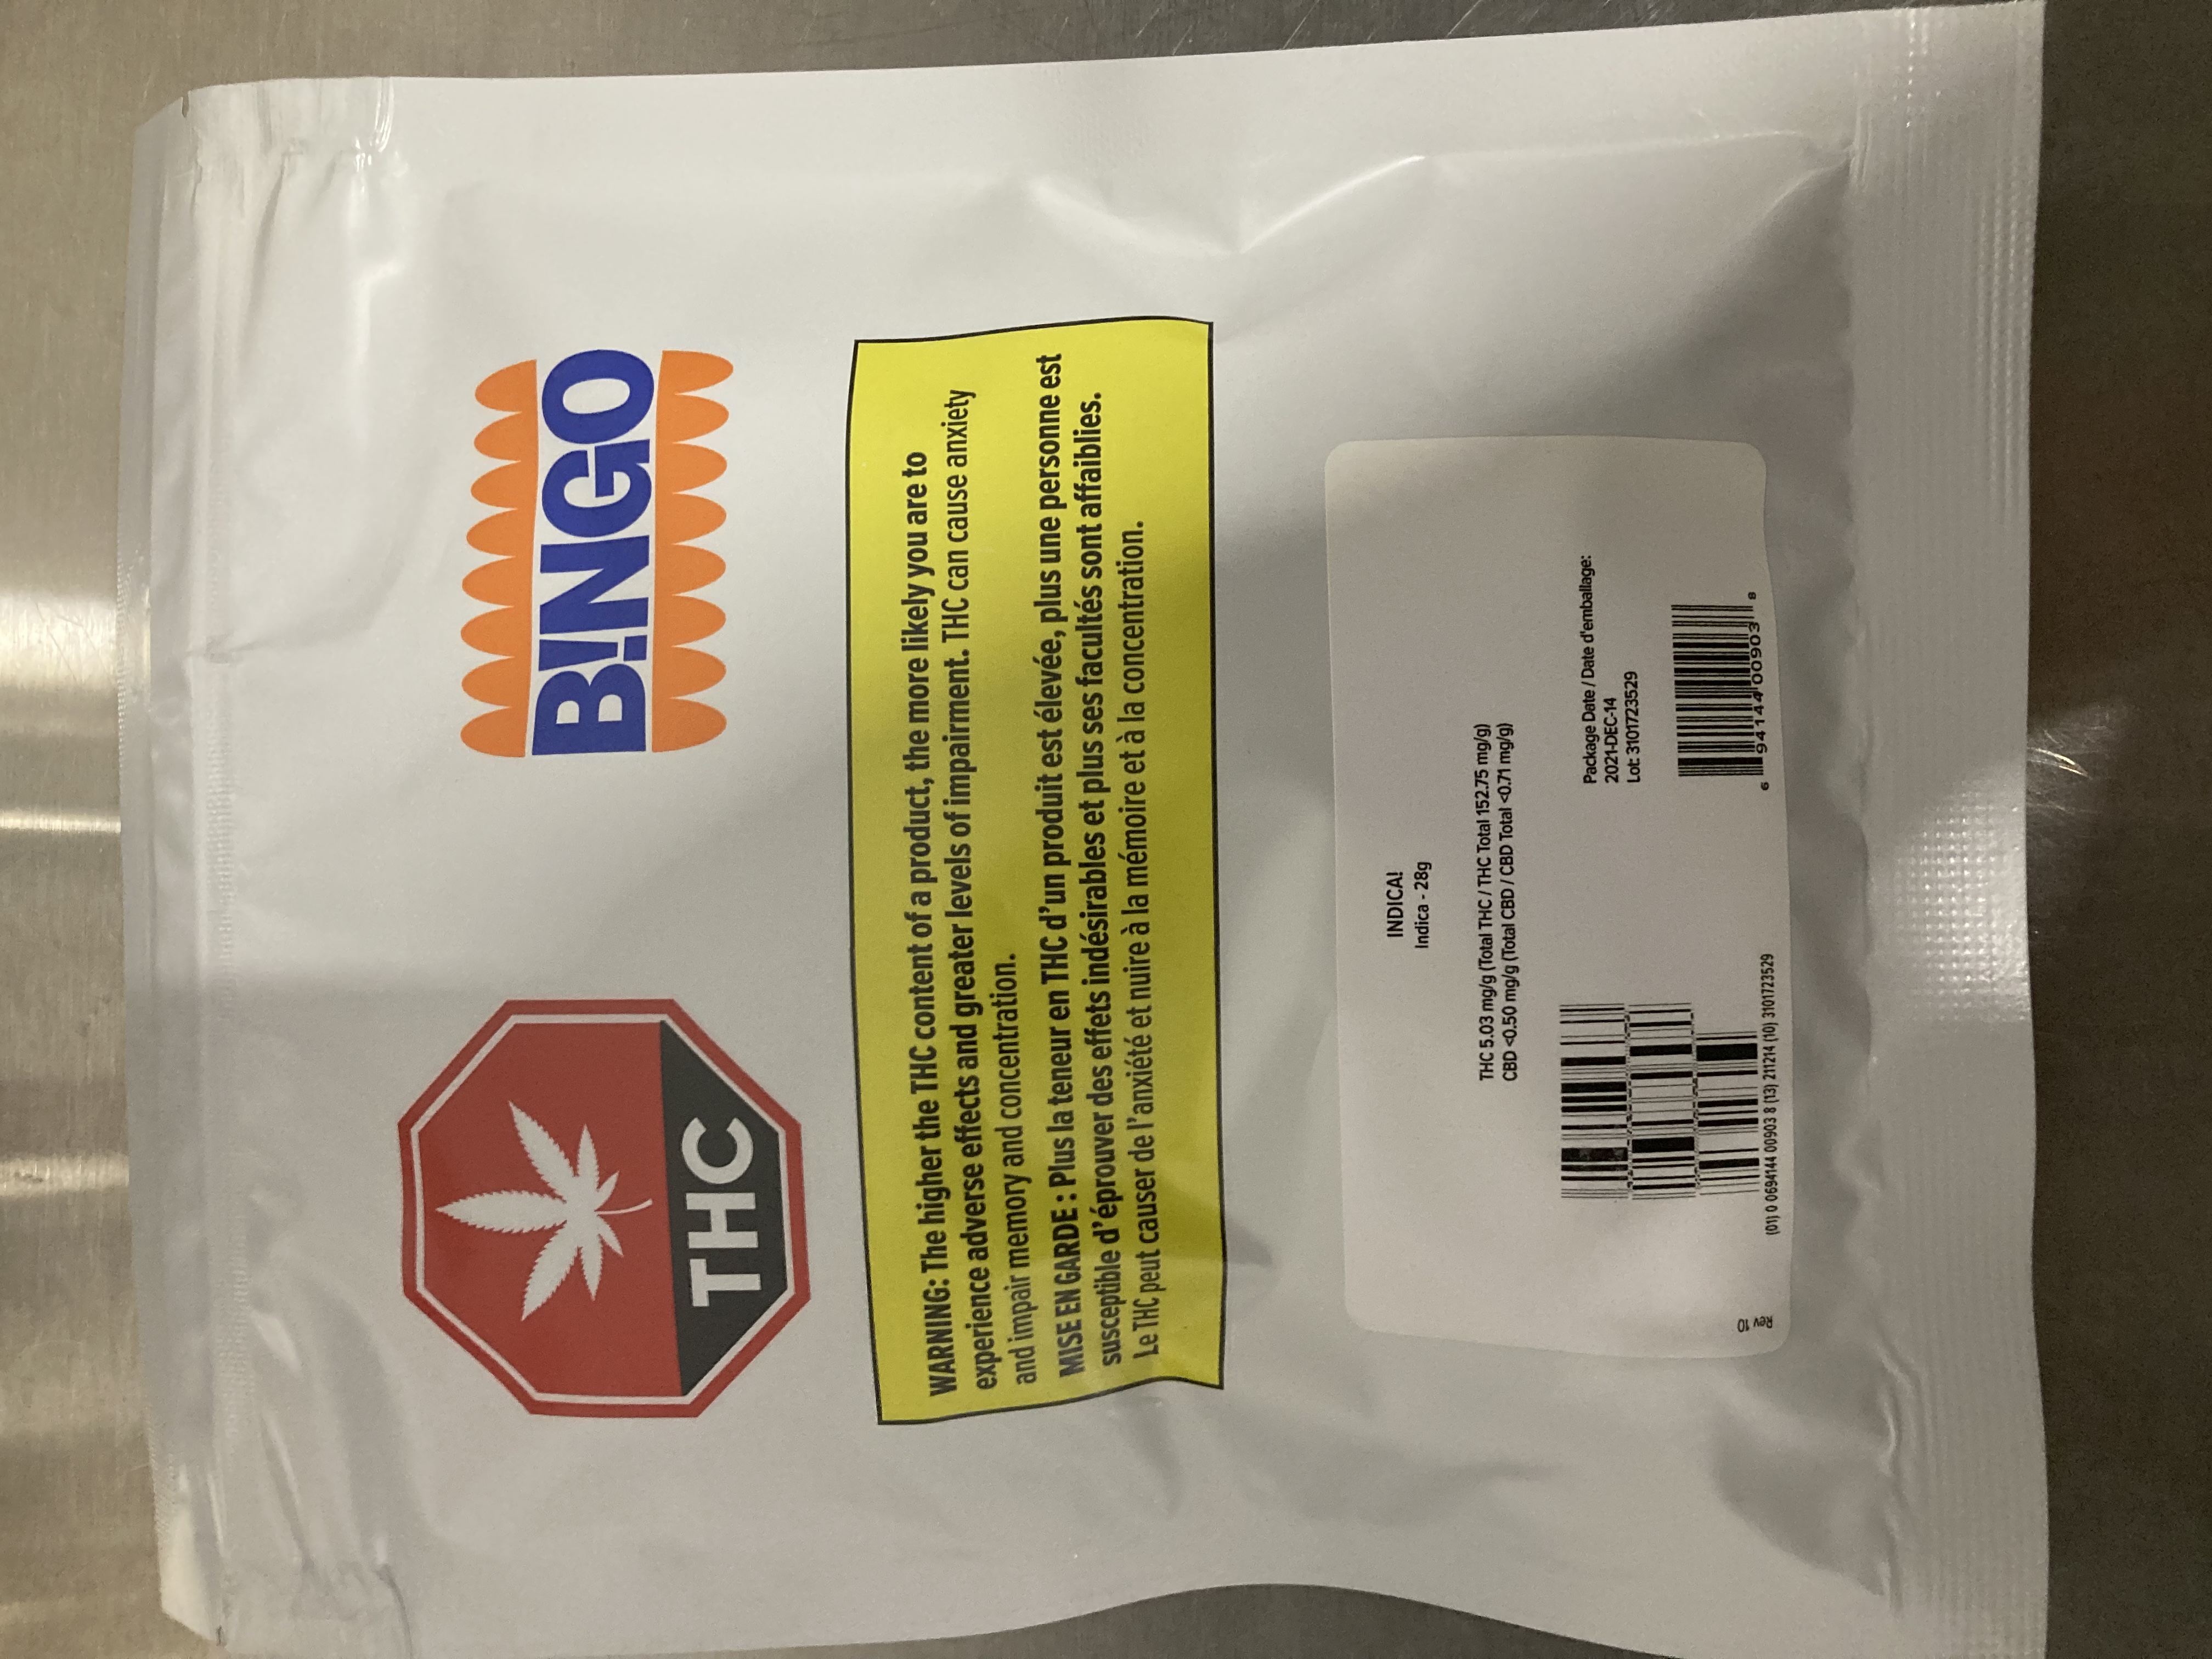 THC
B!NGO
WARNING: The higher the THC content of a product, the more likely you are to
experience adverse effects and greater levels of impairment. THC can cause anxiety
and impair memory and concentration.
MISE EN GARDE : Plus la teneur en THC d'un produit est élevée, plus une personne est
susceptible d'éprouver des effets indésirables et plus ses facultés sont affaiblies.
Le THC peut causer de l'anxiété et nuire à la mémoire et à la concentration.
INDICA!
Indica - 28g
THC 5.03 mg/g (Total THC / THC Total 152.75 mg/g)
CBD <0.50 mg/g (Total CBD / CBD Total <0.71 mg/g)
Package Date / Date d'emballage:
2021-DEC-14
Lot: 3101723529
Rev 10
(01) 0 0694144 00903 8 (13) 211214 (10) 3101723529
6 94144 00903 8